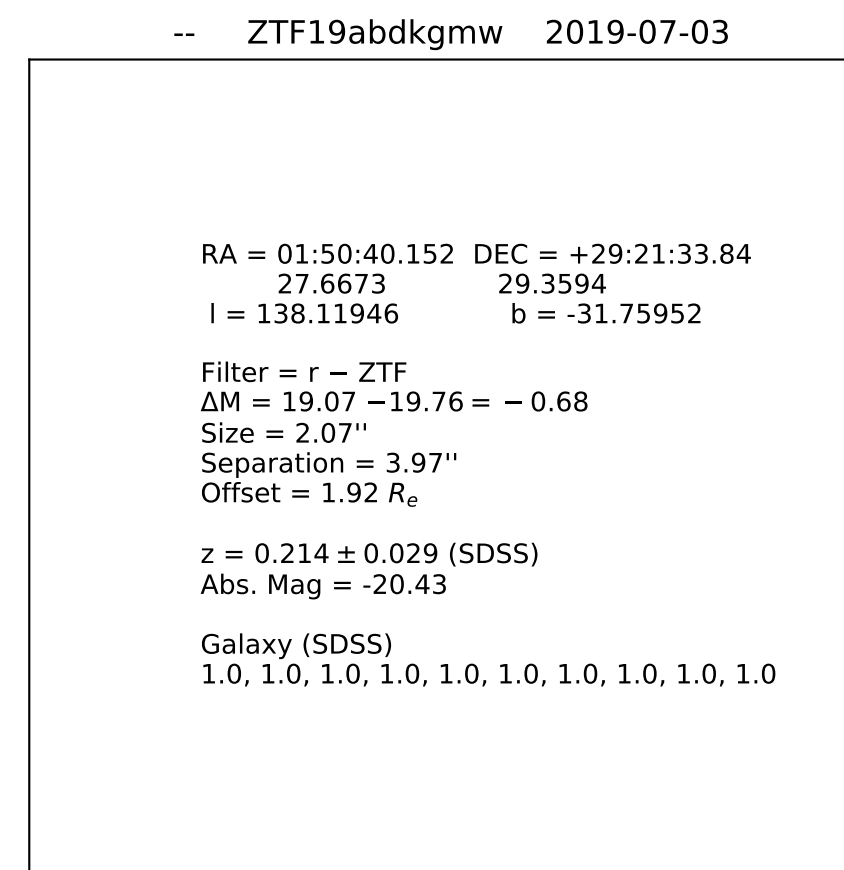 -- ZTF19abdkgmw 2019-07-03
RA = 01:50:40.152 DEC = +29:21:33.84
27.6673 29.3594
l = 138.11946 b = -31.75952
Filter = r − ZTF
ΔM = 19.07 −19.76 = − 0.68
Size = 2.07''
Separation = 3.97''
Offset = 1.92 Rₑ
z = 0.214 ± 0.029 (SDSS)
Abs. Mag = -20.43
Galaxy (SDSS)
1.0, 1.0, 1.0, 1.0, 1.0, 1.0, 1.0, 1.0, 1.0, 1.0